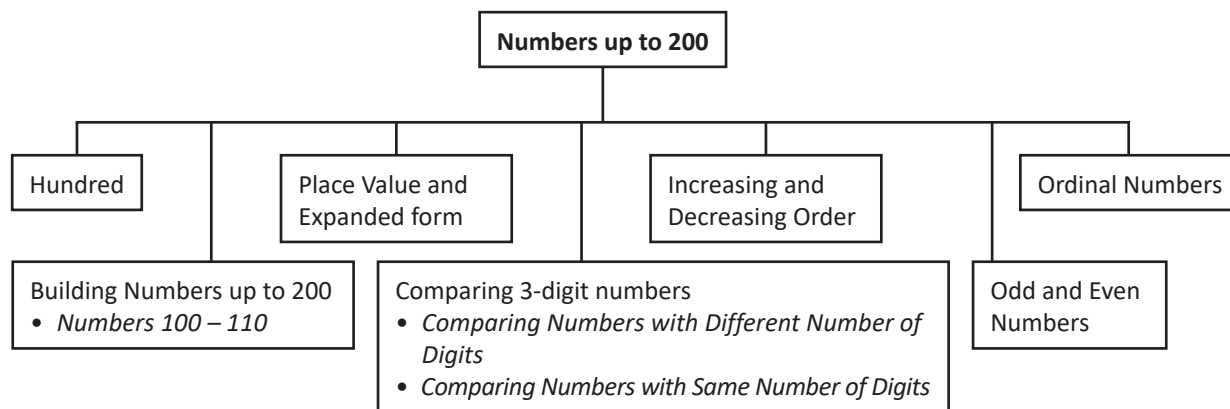 Numbers up to 200
Hundred
Place Value and
Expanded form
Increasing and
Decreasing Order
Ordinal Numbers
Building Numbers up to 200
• Numbers 100 – 110
Comparing 3-digit numbers
• Comparing Numbers with Different Number of
Digits
• Comparing Numbers with Same Number of Digits
Odd and Even
Numbers